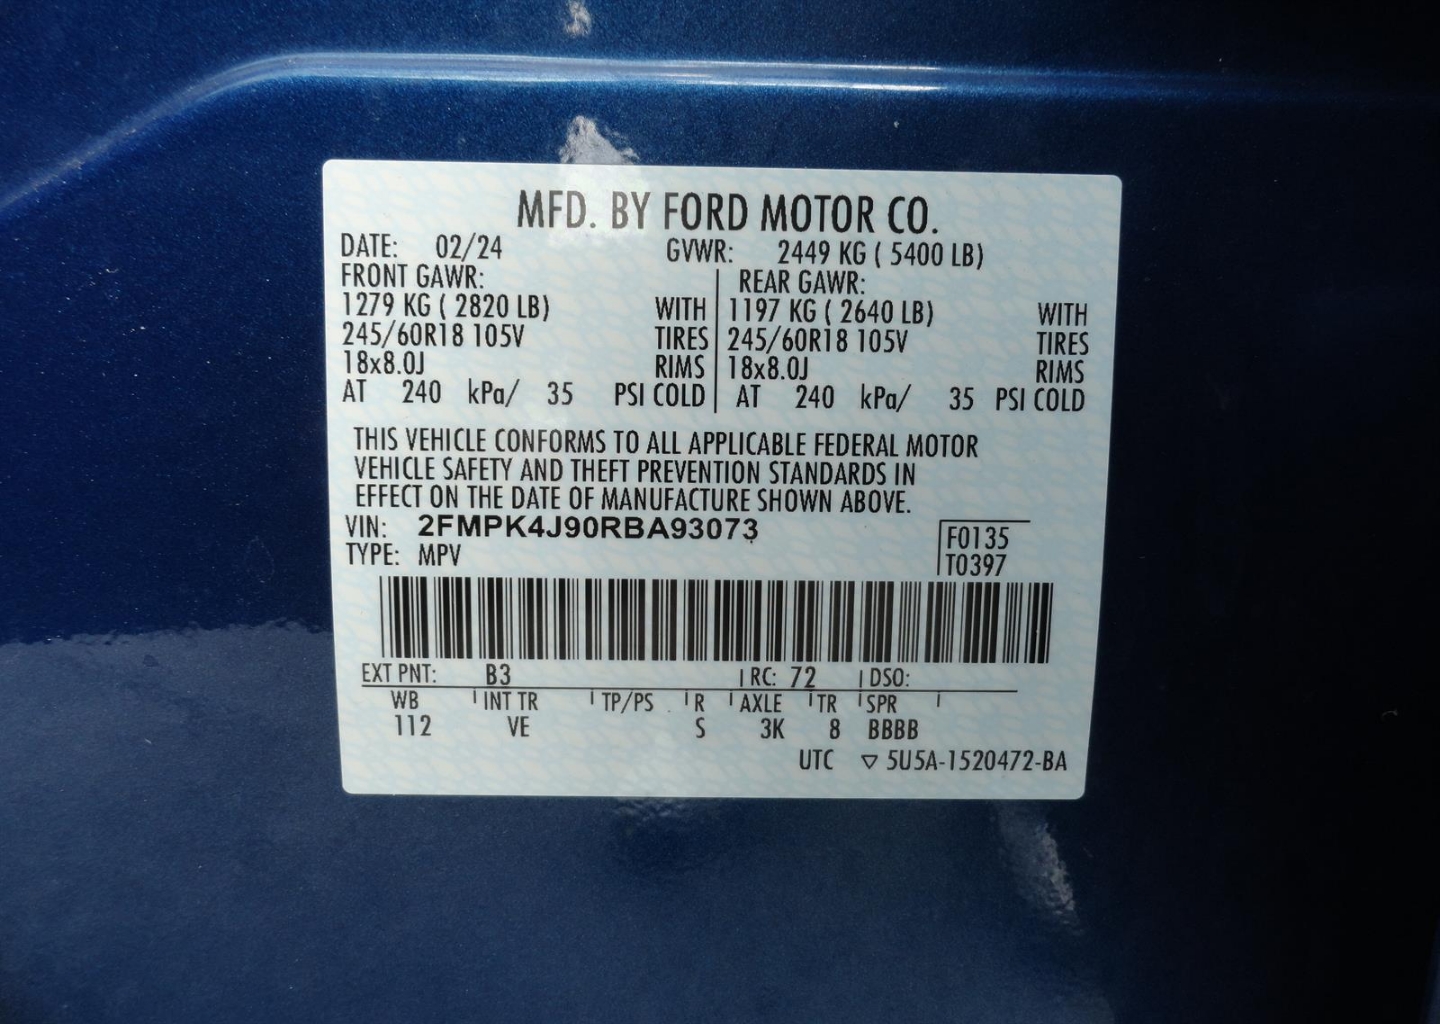 MFD. BY FORD MOTOR CO.
DATE: 02/24 GVWR: 2449 KG ( 5400 LB)
FRONT GAWR: REAR GAWR:
1279 KG ( 2820 LB) WITH 1197 KG ( 2640 LB) WITH
245/60R18 105V TIRES 245/60R18 105V TIRES
18x8.0J RIMS 18x8.0J RIMS
AT 240 kPa/ 35 PSI COLD AT 240 kPa/ 35 PSI COLD
THIS VEHICLE CONFORMS TO ALL APPLICABLE FEDERAL MOTOR
VEHICLE SAFETY AND THEFT PREVENTION STANDARDS IN
EFFECT ON THE DATE OF MANUFACTURE SHOWN ABOVE.
VIN: 2FMPK4J90RBA93073 F0135
TYPE: MPV T0397
EXT PNT: B3 RC: 72 DSO:
WB INT TR TP/PS R AXLE TR SPR
112 VE S 3K 8 BBBB
UTC ▽ 5U5A-1520472-BA